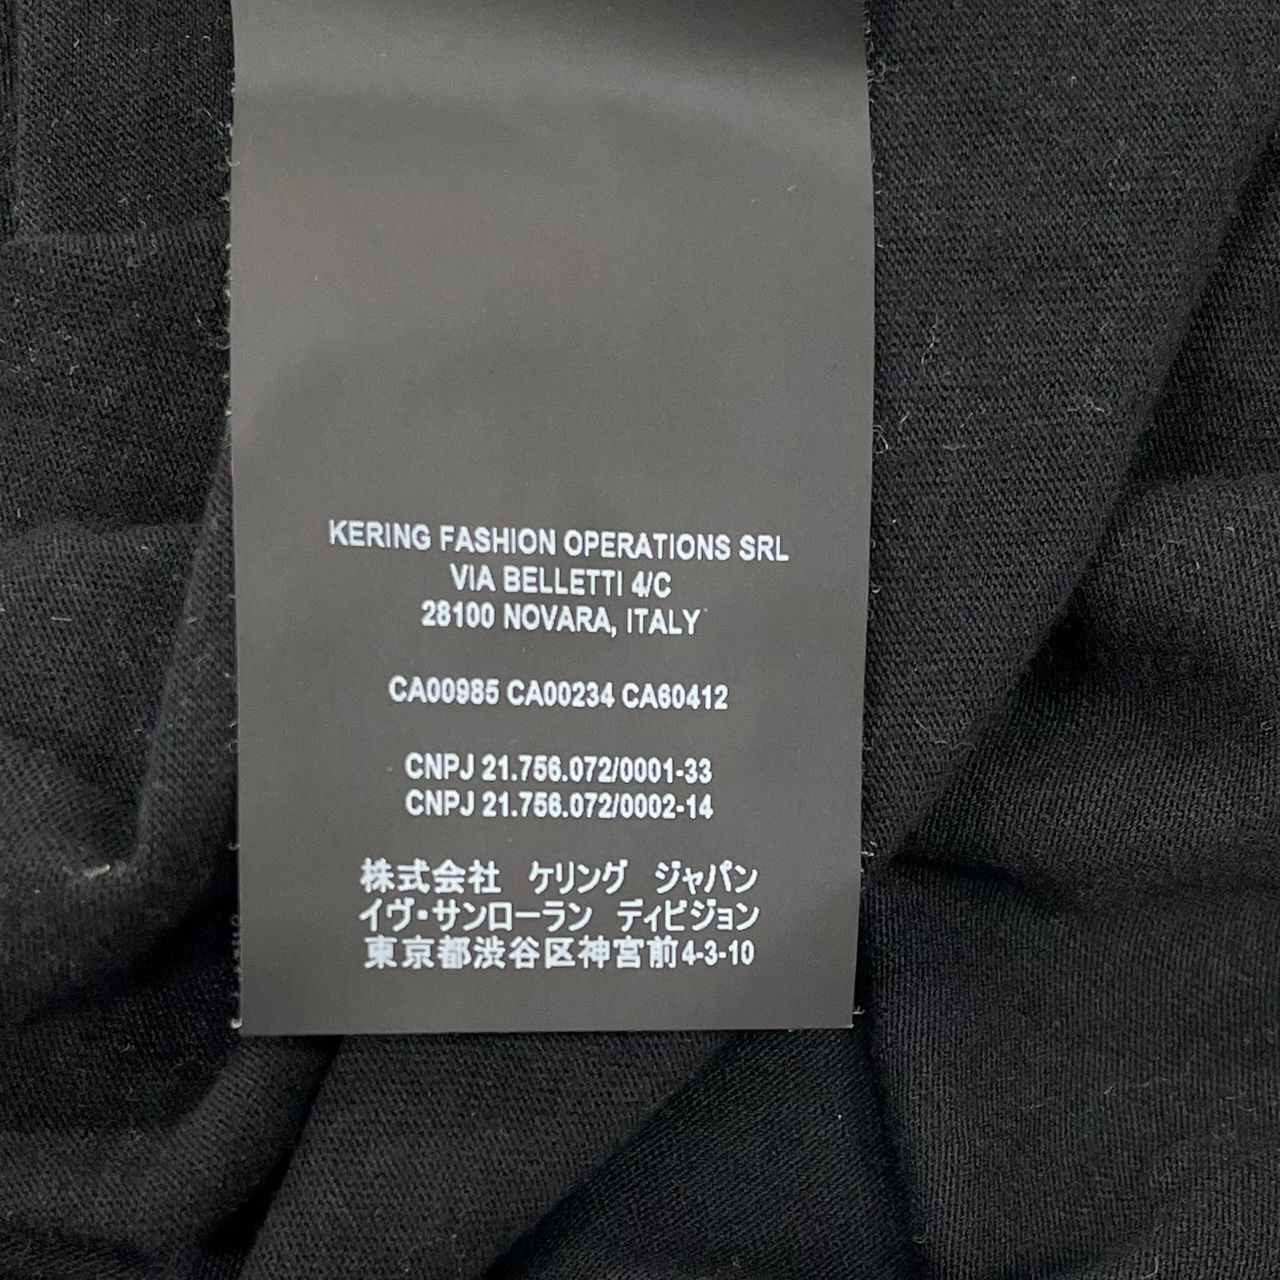 KERING FASHION OPERATIONS SRL
VIA BELLETTI 4/C
28100 NOVARA, ITALY
CA00985 CA00234 CA60412
CNPJ 21.756.072/0001-33
CNPJ 21.756.072/0002-14
株式会社　ケリング　ジャパン
イヴ・サンローラン　ディビジョン
東京都渋谷区神宮前4-3-10